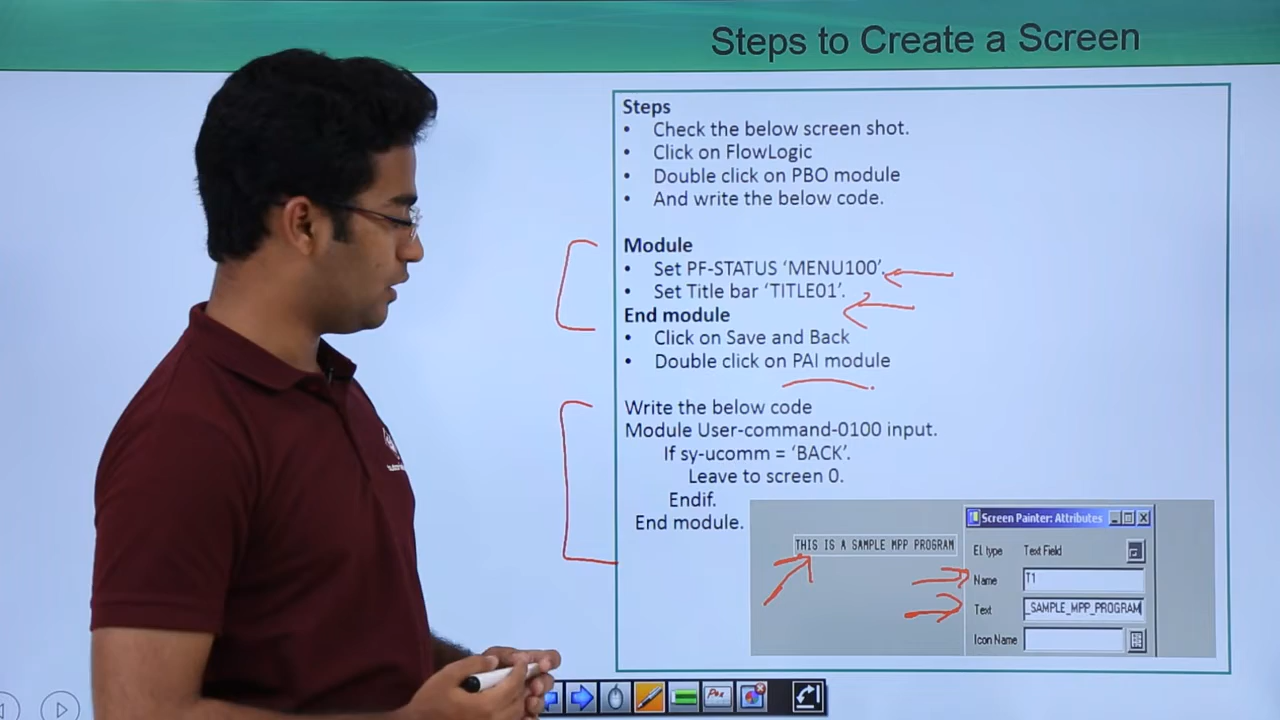 Steps to Create a Screen
Steps
• Check the below screen shot.
• Click on FlowLogic
• Double click on PBO module
• And write the below code.
Module
• Set PF-STATUS ‘MENU100’.
• Set Title bar ‘TITLE01’.
End module
• Click on Save and Back
• Double click on PAI module
Write the below code
Module User-command-0100 input.
If sy-ucomm = ‘BACK’.
Leave to screen 0.
Endif.
End module.
THIS IS A SAMPLE MPP PROGRAM
Screen Painter: Attributes
El. type Text Field
Name T1
Text _SAMPLE_MPP_PROGRAM
Icon Name